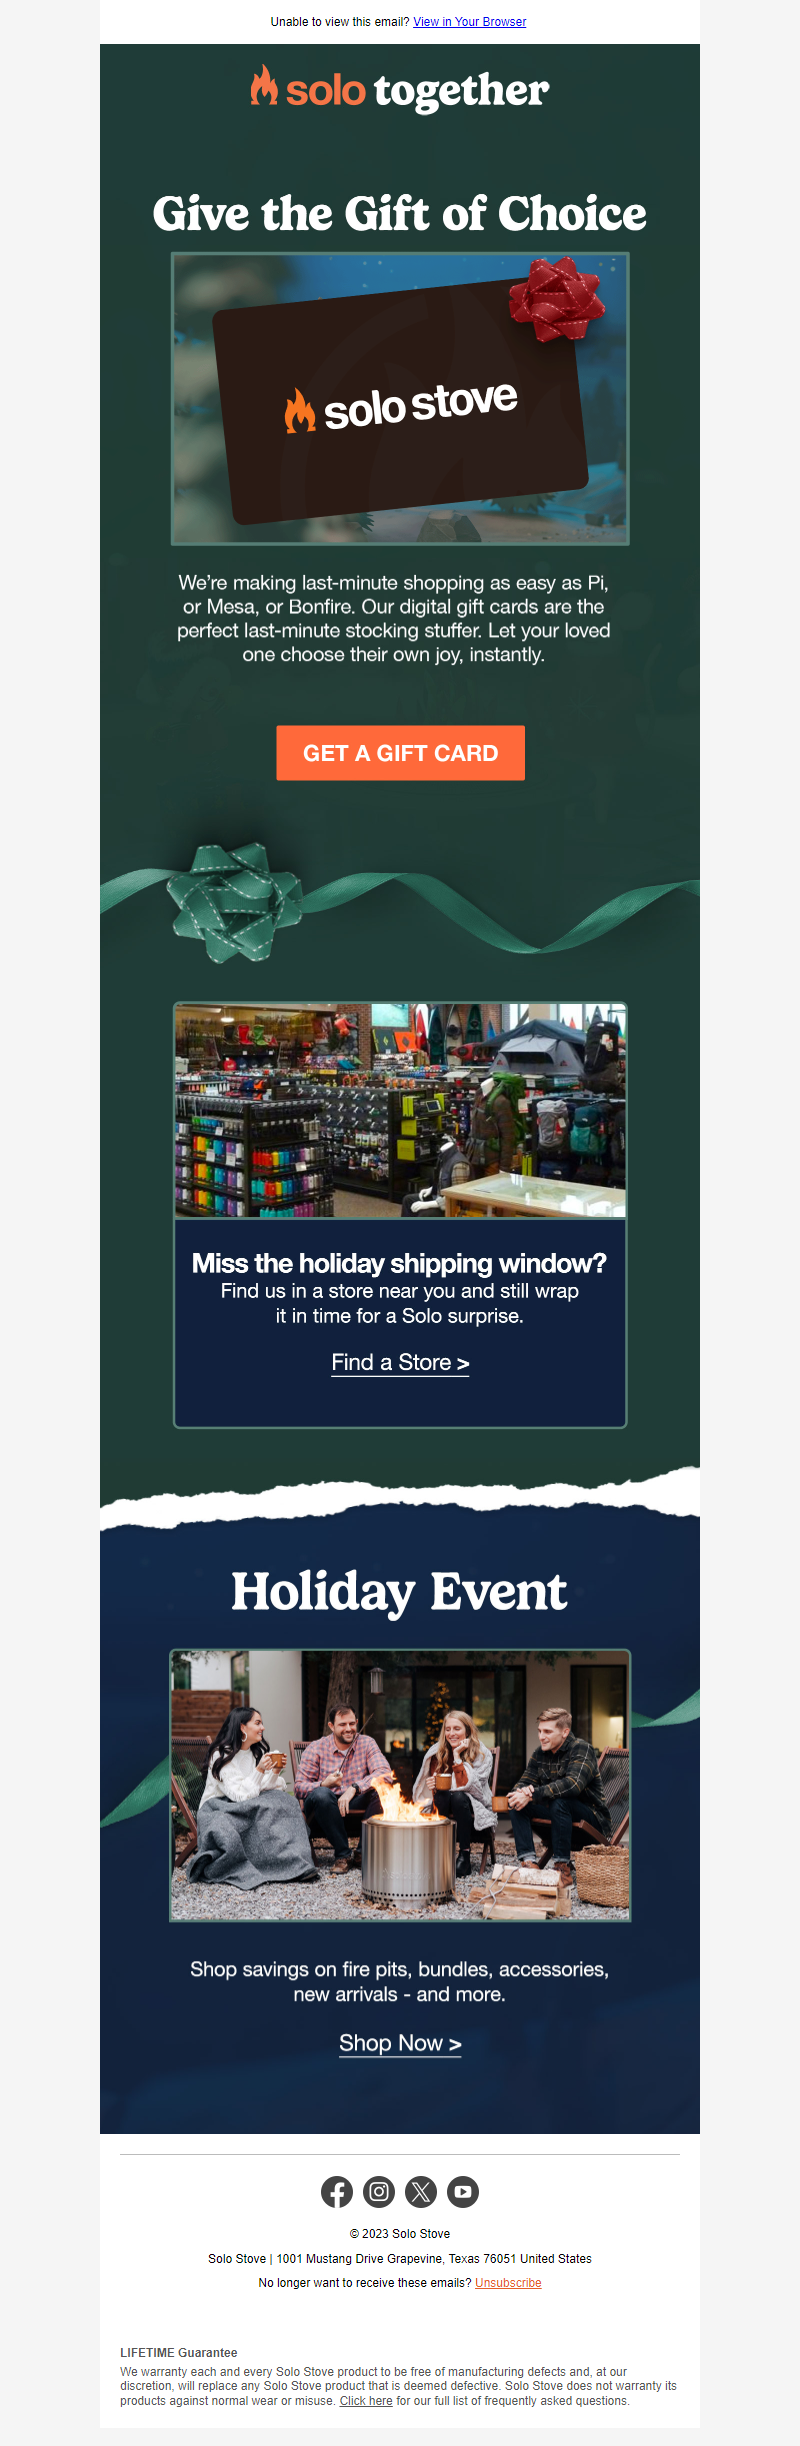 Unable to view this email? View in Your Browser
solo together
Give the Gift of Choice
solo stove
We're making last-minute shopping as easy as Pi,
or Mesa, or Bonfire. Our digital gift cards are the
perfect last-minute stocking stuffer. Let your loved
one choose their own joy, instantly.
GET A GIFT CARD
Miss the holiday shipping window?
Find us in a store near you and still wrap
it in time for a Solo surprise.
Find a Store >
Holiday Event
Shop savings on fire pits, bundles, accessories,
new arrivals - and more.
Shop Now >
© 2023 Solo Stove
Solo Stove | 1001 Mustang Drive Grapevine, Texas 76051 United States
No longer want to receive these emails? Unsubscribe
LIFETIME Guarantee
We warranty each and every Solo Stove product to be free of manufacturing defects and, at our
discretion, will replace any Solo Stove product that is deemed defective. Solo Stove does not warranty its
products against normal wear or misuse. Click here for our full list of frequently asked questions.